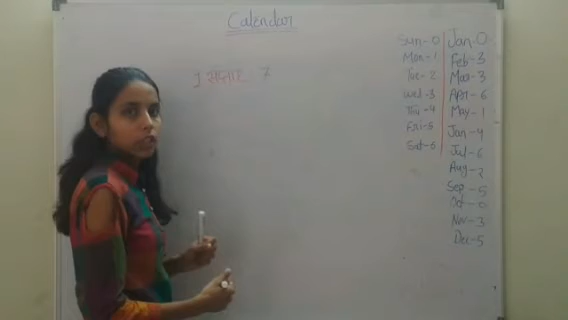 Calendar
1 सप्ताह 7
Sun-0
Mon-1
Tue-2
Wed-3
Thu-4
Fri-5
Sat-6
Jan-0
Feb-3
Mar-3
Apr-6
May-1
Jan-4
Jul-6
Aug-2
Sep-5
Oct-0
Nov-3
Dec-5